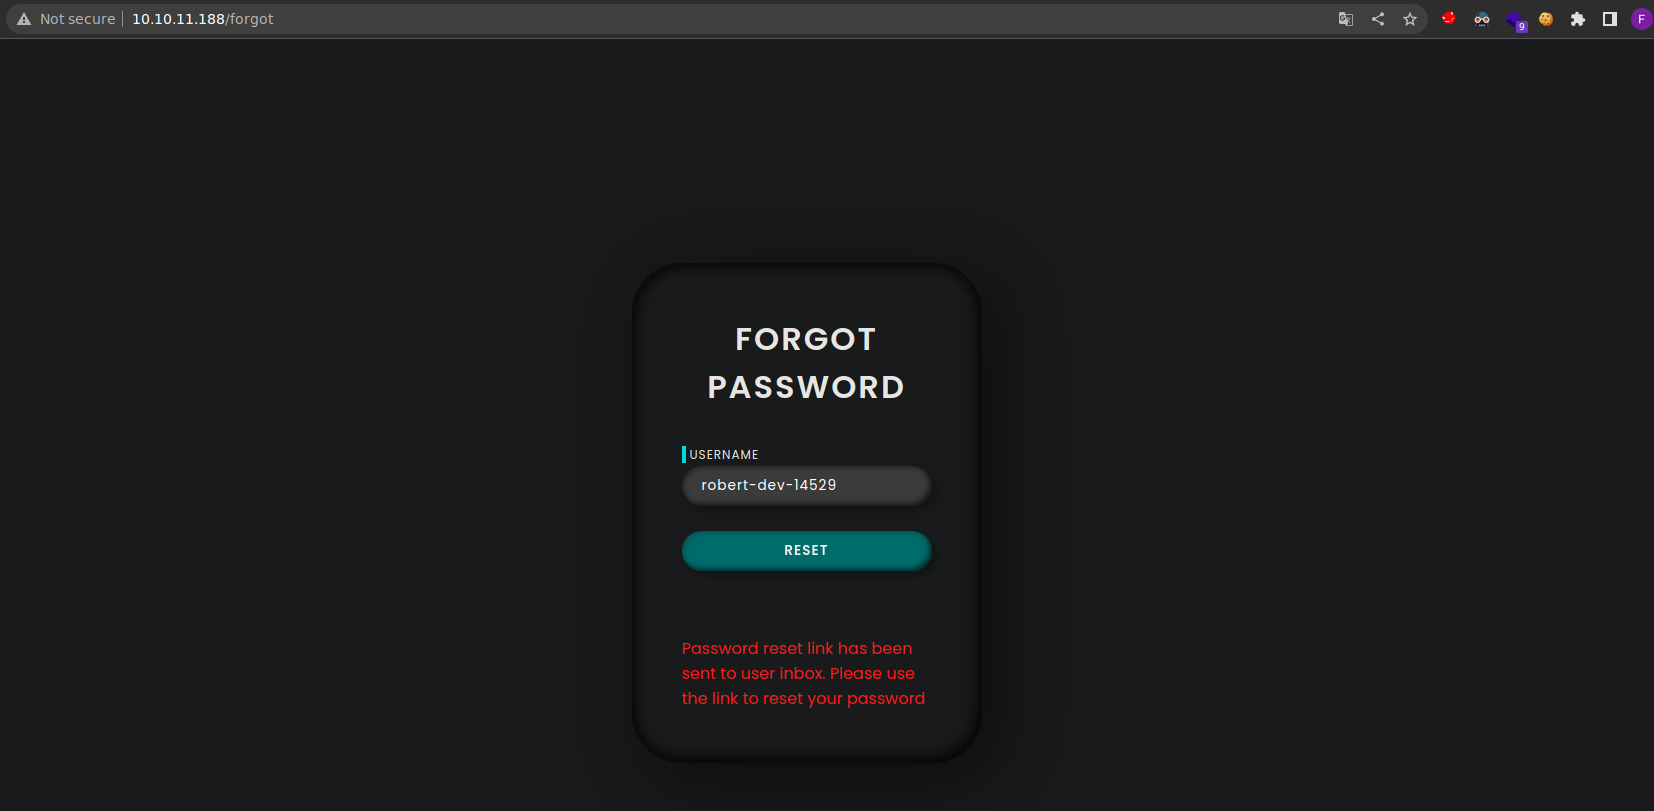 Not secure 10.10.11.188/forgot
9
F
FORGOT
PASSWORD
USERNAME
robert-dev-14529
RESET
Password reset link has been
sent to user inbox. Please use
the link to reset your password